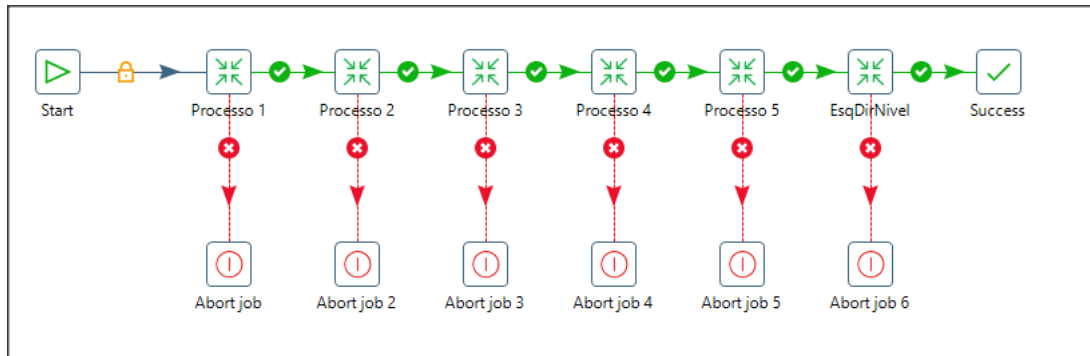 Start
Processo 1
Processo 2
Processo 3
Processo 4
Processo 5
EsqDirNivel
Success
Abort job
Abort job 2
Abort job 3
Abort job 4
Abort job 5
Abort job 6